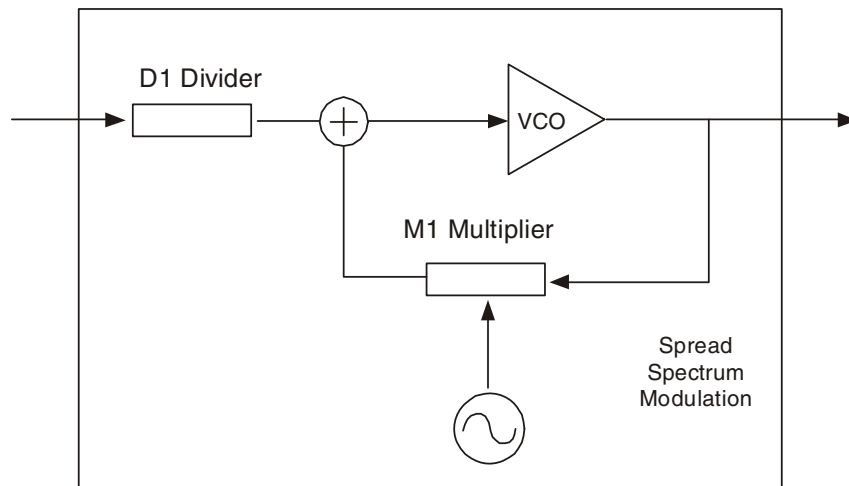 D1 Divider
VCO
M1 Multiplier
Spread
Spectrum
Modulation